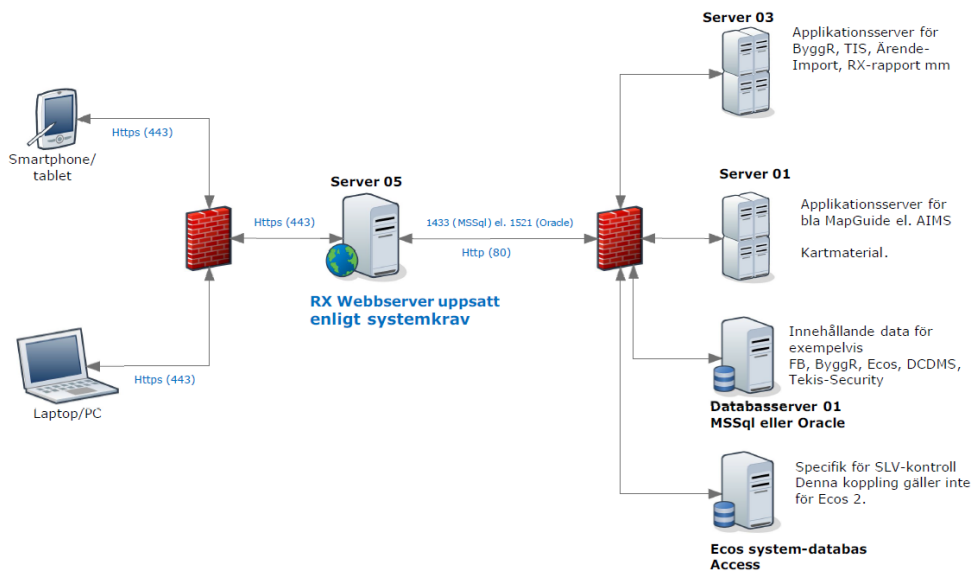 Server 03
Applikationsserver för
ByggR, TIS, Ärende-
Import, RX-rapport mm
Https (443)
Smartphone/
tablet
Server 05
Server 01
Https (443)
1433 (MSSql) el. 1521 (Oracle)
Http (80)
Applikationsserver för
bla MapGuide el. AIMS
Kartmaterial.
RX Webbserver uppsatt
enligt systemkrav
Https (443)
Laptop/PC
Innehållande data för
exempelvis
FB, ByggR, Ecos, DCDMS,
Tekis-Security
Databasserver 01
MSSql eller Oracle
Specifik för SLV-kontroll
Denna koppling gäller inte
för Ecos 2.
Ecos system-databas
Access